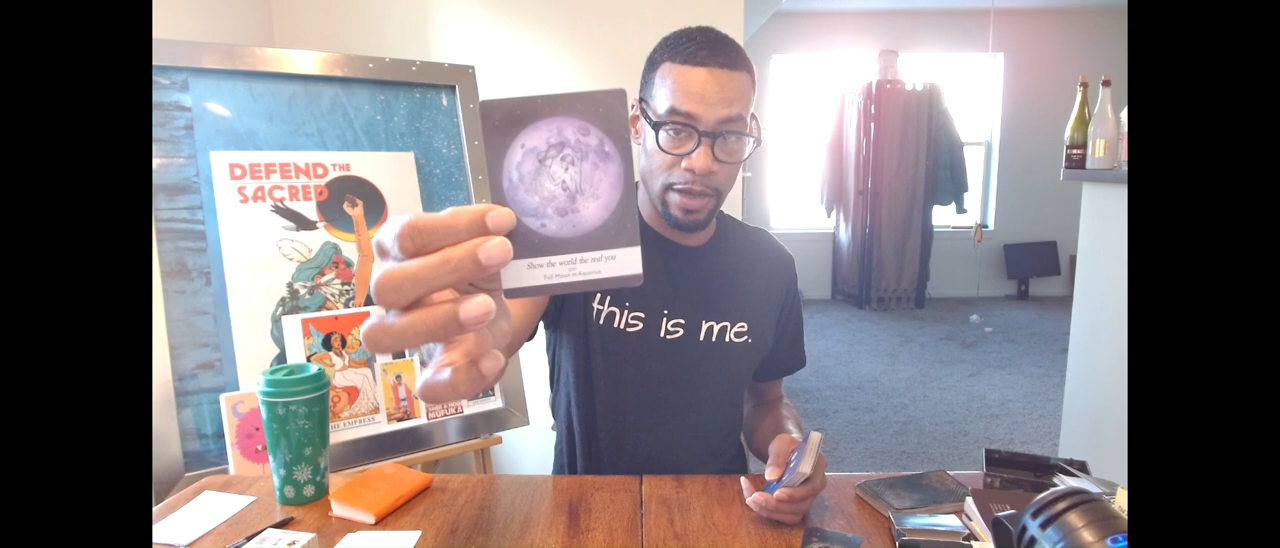 DEFEND THE
SACRED
Show the world the real you
Full Moon in Aquarius
this is me.
THE EMPRESS
MUFUKA